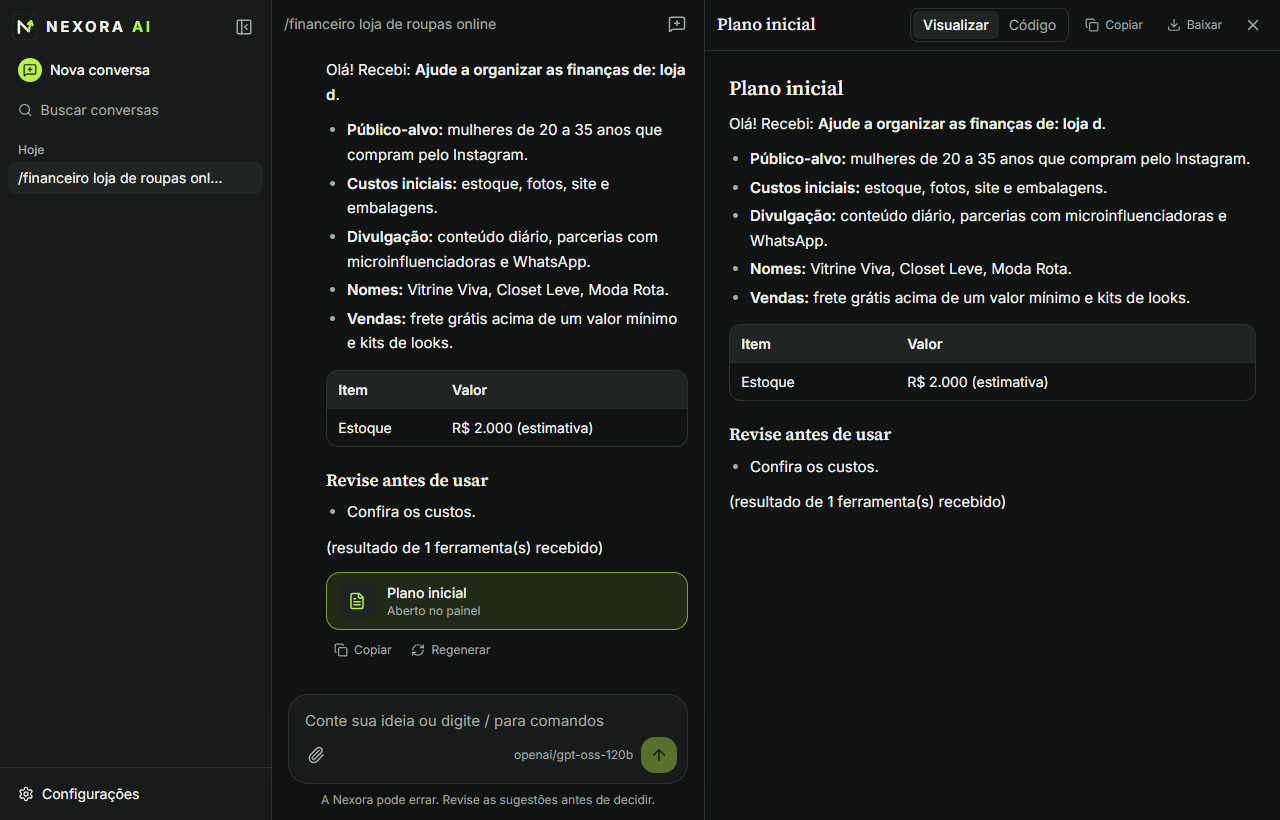 NEXORA AI
Nova conversa
Buscar conversas
Hoje
/financeiro loja de roupas onl...
Configurações
/financeiro loja de roupas online
Olá! Recebi: Ajude a organizar as finanças de: loja
d.
• Público-alvo: mulheres de 20 a 35 anos que
compram pelo Instagram.
• Custos iniciais: estoque, fotos, site e
embalagens.
• Divulgação: conteúdo diário, parcerias com
microinfluenciadoras e WhatsApp.
• Nomes: Vitrine Viva, Closet Leve, Moda Rota.
• Vendas: frete grátis acima de um valor mínimo
e kits de looks.
Item Valor
Estoque R$ 2.000 (estimativa)
Revise antes de usar
• Confira os custos.
(resultado de 1 ferramenta(s) recebido)
Plano inicial
Aberto no painel
Copiar Regenerar
Conte sua ideia ou digite / para comandos
openai/gpt-oss-120b
A Nexora pode errar. Revise as sugestões antes de decidir.
Plano inicial Visualizar Código Copiar Baixar
Plano inicial
Olá! Recebi: Ajude a organizar as finanças de: loja d.
• Público-alvo: mulheres de 20 a 35 anos que compram pelo Instagram.
• Custos iniciais: estoque, fotos, site e embalagens.
• Divulgação: conteúdo diário, parcerias com microinfluenciadoras e
WhatsApp.
• Nomes: Vitrine Viva, Closet Leve, Moda Rota.
• Vendas: frete grátis acima de um valor mínimo e kits de looks.
Item Valor
Estoque R$ 2.000 (estimativa)
Revise antes de usar
• Confira os custos.
(resultado de 1 ferramenta(s) recebido)